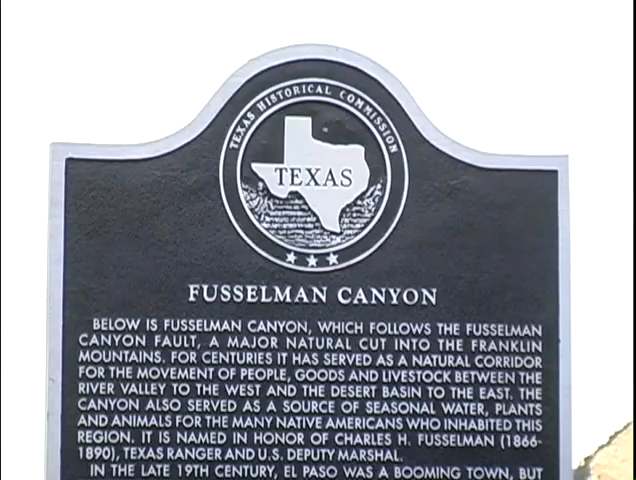 TEXAS HISTORICAL COMMISSION
TEXAS
FUSSELMAN CANYON
BELOW IS FUSSELMAN CANYON, WHICH FOLLOWS THE FUSSELMAN
CANYON FAULT, A MAJOR NATURAL CUT INTO THE FRANKLIN
MOUNTAINS. FOR CENTURIES IT HAS SERVED AS A NATURAL CORRIDOR
FOR THE MOVEMENT OF PEOPLE, GOODS AND LIVESTOCK BETWEEN THE
RIVER VALLEY TO THE WEST AND THE DESERT BASIN TO THE EAST. THE
CANYON ALSO SERVED AS A SOURCE OF SEASONAL WATER, PLANTS
AND ANIMALS FOR THE MANY NATIVE AMERICANS WHO INHABITED THIS
REGION. IT IS NAMED IN HONOR OF CHARLES H. FUSSELMAN (1866-
1890), TEXAS RANGER AND U.S. DEPUTY MARSHAL.
IN THE LATE 19TH CENTURY, EL PASO WAS A BOOMING TOWN, BUT